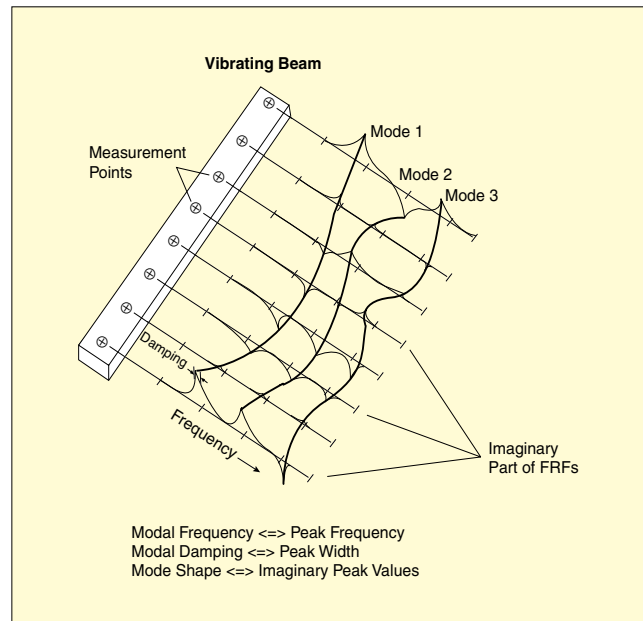 Vibrating Beam
Mode 1
Mode 2
Mode 3
Measurement
Points
Damping
Frequency
Imaginary
Part of FRFs
Modal Frequency <=> Peak Frequency
Modal Damping <=> Peak Width
Mode Shape <=> Imaginary Peak Values